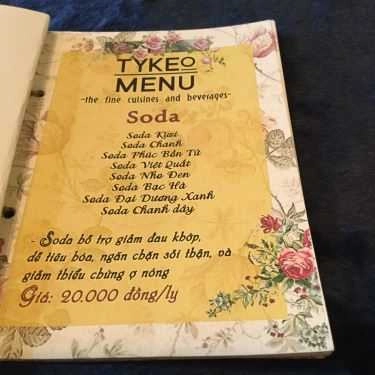 TYKEO
MENU
-the fine cuisines and beverages-
Soda
Soda Kiwi
Soda Chanh
Soda Phúc Bồn Tử
Soda Việt Quất
Soda Nho Đen
Soda Bạc Hà
Soda Đại Dương Xanh
Soda Chanh dây
- Soda bổ trợ giảm đau khớp,
dễ tiêu hóa, ngăn chặn sỏi thận, và
giảm thiểu chứng ợ nóng
Giá: 20.000 đồng/ly